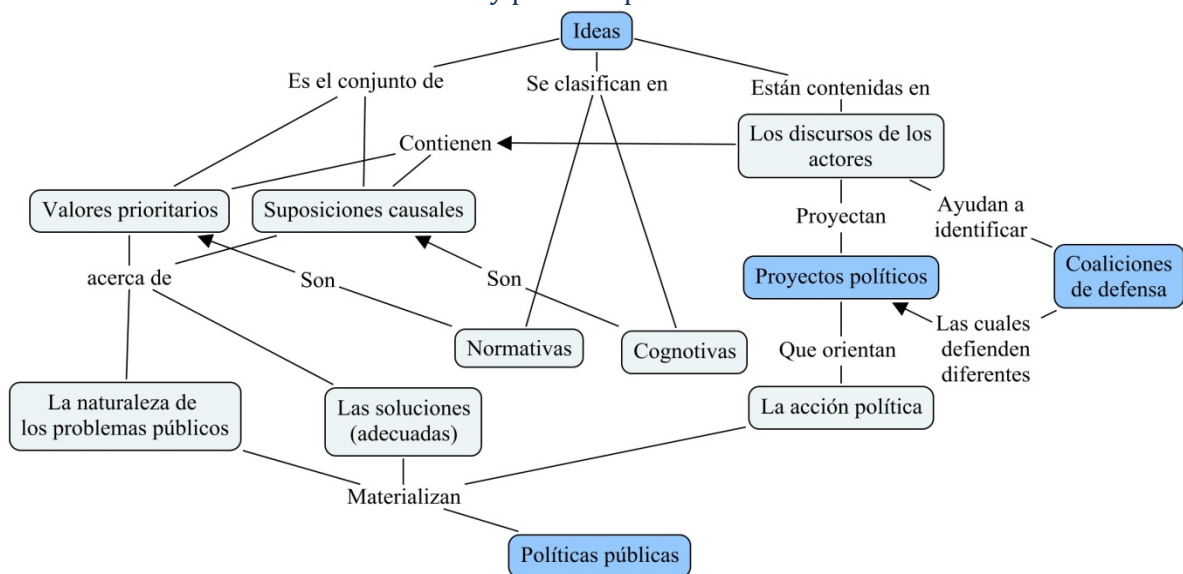 Ideas
Es el conjunto de
Se clasifican en
Están contenidas en
Los discursos de los
actores
Contienen
Valores prioritarios
Suposiciones causales
Proyectan
Ayudan a
identificar
acerca de
Son
Son
Proyectos políticos
Coaliciones
de defensa
Normativas
Cognotivas
Que orientan
Las cuales
defienden
diferentes
La naturaleza de
los problemas públicos
Las soluciones
(adecuadas)
La acción política
Materializan
Políticas públicas